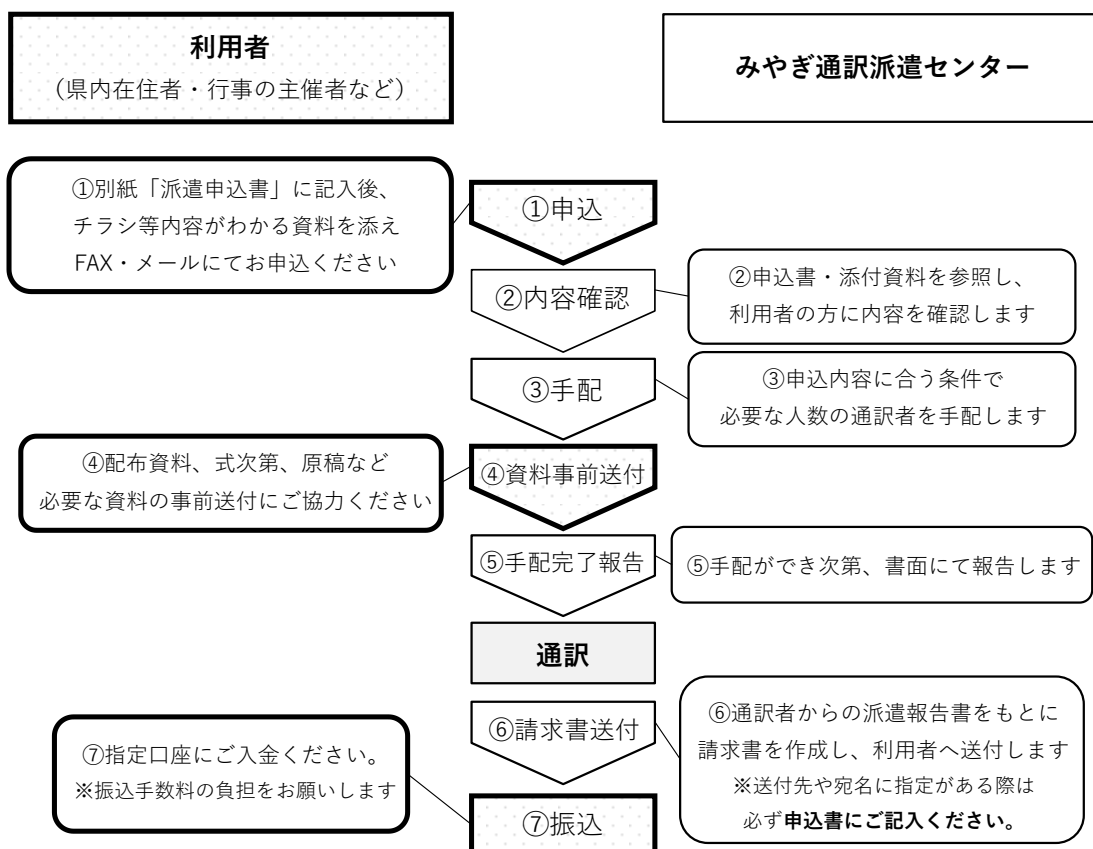 利用者
（県内在住者・行事の主催者など）
みやぎ通訳派遣センター
①別紙「派遣申込書」に記入後、
チラシ等内容がわかる資料を添え
FAX・メールにてお申込ください
①申込
②内容確認
②申込書・添付資料を参照し、
利用者の方に内容を確認します
③手配
③申込内容に合う条件で
必要な人数の通訳者を手配します
④配布資料、式次第、原稿など
必要な資料の事前送付にご協力ください
④資料事前送付
⑤手配完了報告
⑤手配ができ次第、書面にて報告します
通訳
⑥請求書送付
⑥通訳者からの派遣報告書をもとに
請求書を作成し、利用者へ送付します
※送付先や宛名に指定がある際は
必ず申込書にご記入ください。
⑦指定口座にご入金ください。
※振込手数料の負担をお願いします
⑦振込